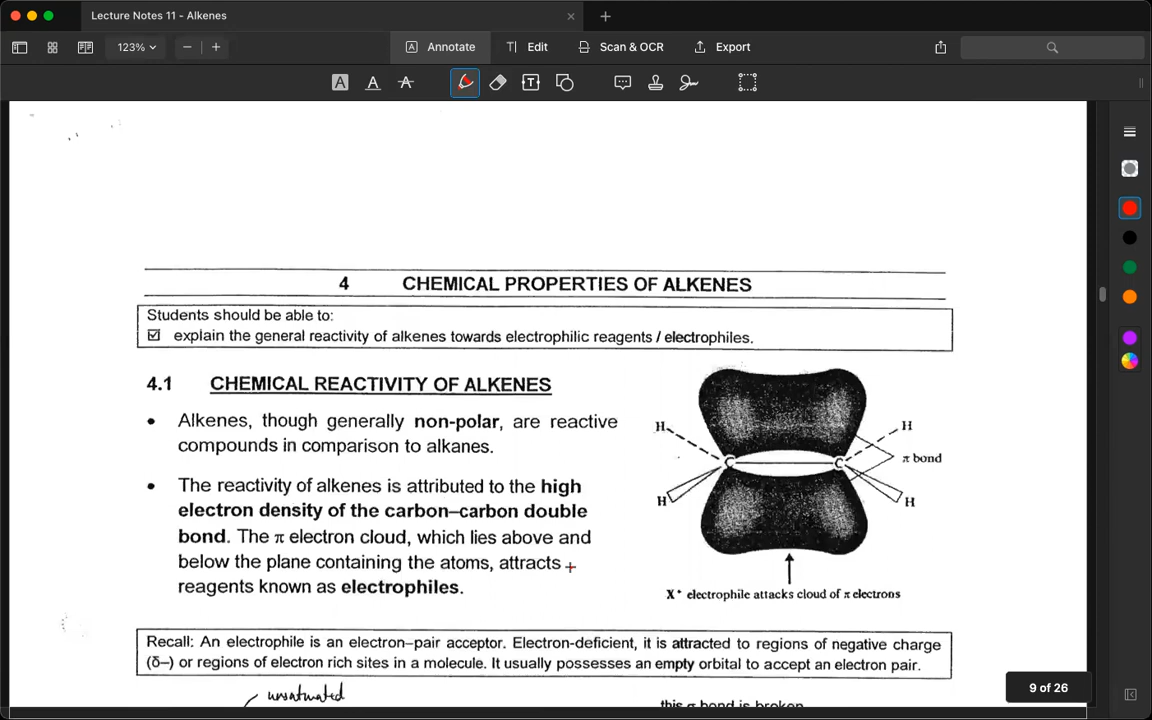 Lecture Notes 11 - Alkenes
123%
Annotate
Edit
Scan & OCR
Export
4 CHEMICAL PROPERTIES OF ALKENES
Students should be able to:
☑ explain the general reactivity of alkenes towards electrophilic reagents / electrophiles.
4.1 CHEMICAL REACTIVITY OF ALKENES
• Alkenes, though generally non-polar, are reactive
compounds in comparison to alkanes.
• The reactivity of alkenes is attributed to the high
electron density of the carbon–carbon double
bond. The π electron cloud, which lies above and
below the plane containing the atoms, attracts +
reagents known as electrophiles.
H H
π bond
C C
H H
X⁺ electrophile attacks cloud of π electrons
Recall: An electrophile is an electron–pair acceptor. Electron-deficient, it is attracted to regions of negative charge
(δ–) or regions of electron rich sites in a molecule. It usually possesses an empty orbital to accept an electron pair.
unsaturated
this σ bond is broken
9 of 26